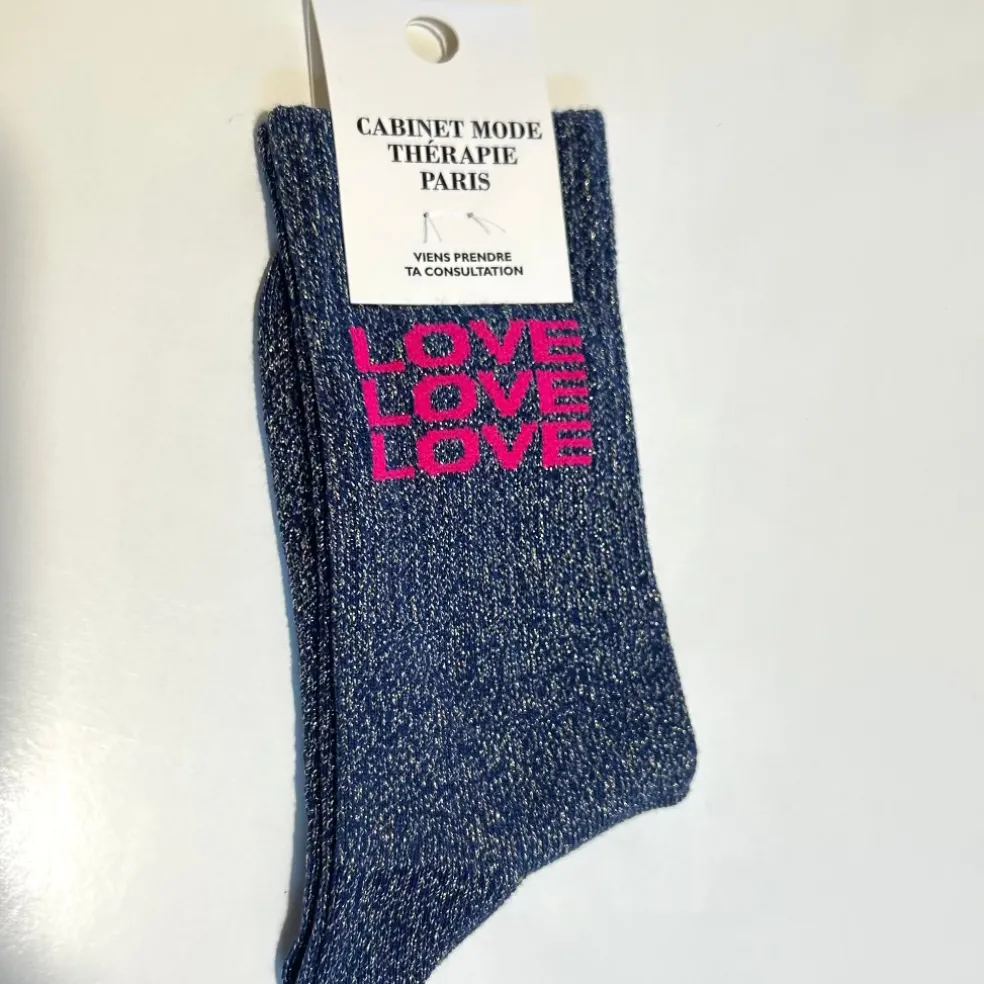 CABINET MODE
THÉRAPIE
PARIS
VIENS PRENDRE
TA CONSULTATION
LOVE
LOVE
LOVE